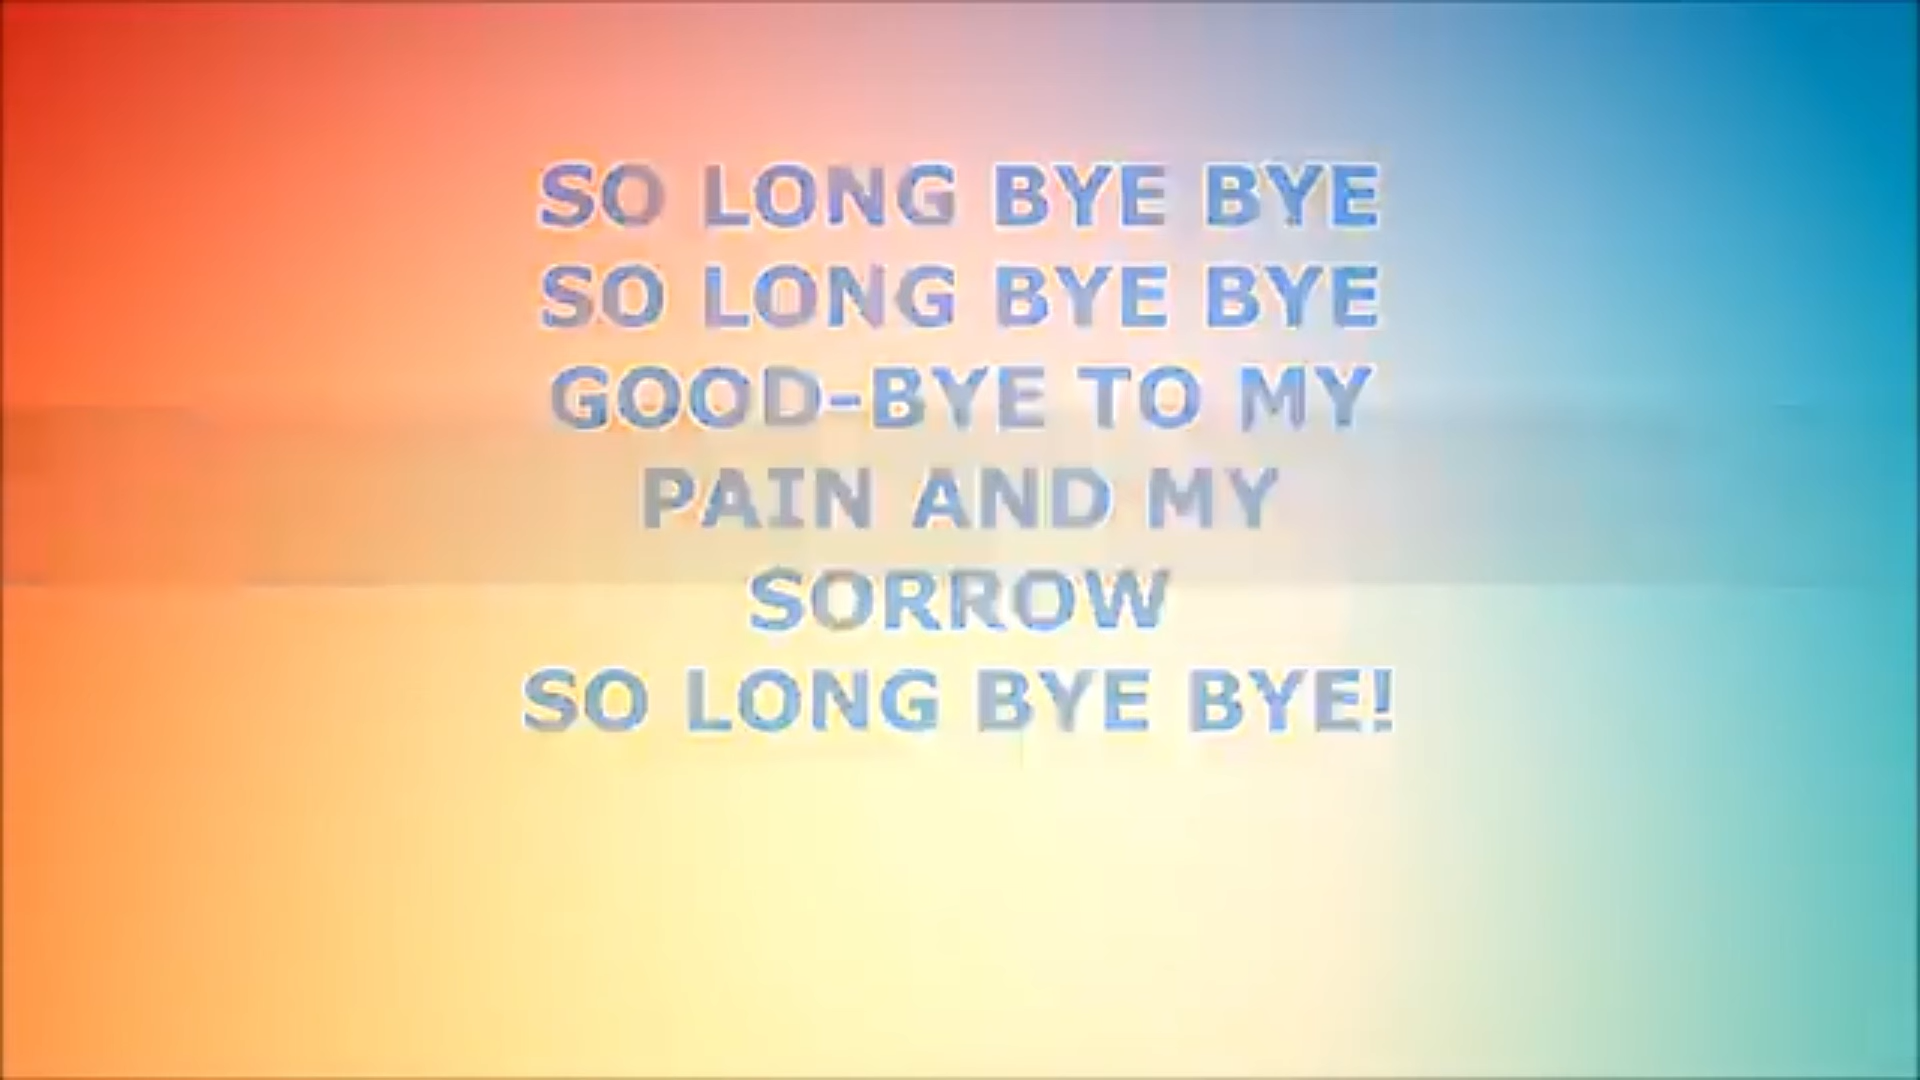 SO LONG BYE BYE
SO LONG BYE BYE
GOOD-BYE TO MY
PAIN AND MY
SORROW
SO LONG BYE BYE!